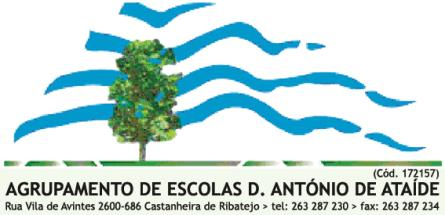 (Cód. 172157)
AGRUPAMENTO DE ESCOLAS D. ANTÓNIO DE ATAÍDE
Rua Vila de Avintes 2600-686 Castanheira de Ribatejo > tel: 263 287 230 > fax: 263 287 234